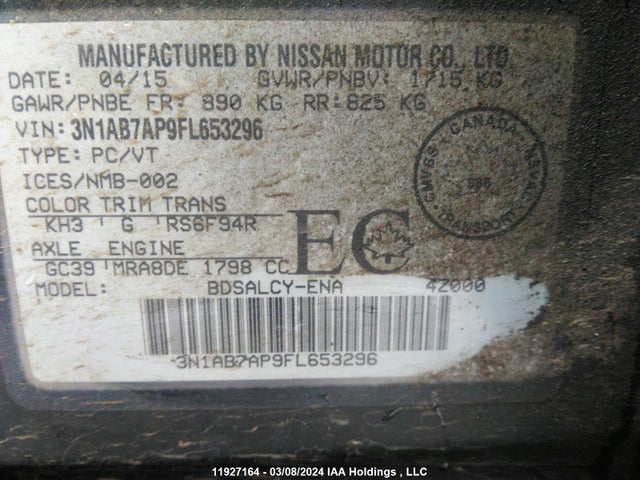 MANUFACTURED BY NISSAN MOTOR CO., LTD.
DATE: 04/15 GVWR/PNBV: 1715 KG
GAWR/PNBE FR: 890 KG RR: 825 KG
VIN: 3N1AB7AP9FL653296
TYPE: PC/VT
ICES/NMB-002
COLOR TRIM TRANS
KH3 G RS6F94R
AXLE ENGINE
GC39 MRA8DE 1798 CC
MODEL: BDSALCY-ENA 4Z000
EC
CANADA
TRANSPORT
3N1AB7AP9FL653296
11927164 - 03/08/2024 IAA Holdings , LLC